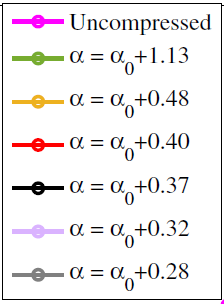 Uncompressed
α = α₀+1.13
α = α₀+0.48
α = α₀+0.40
α = α₀+0.37
α = α₀+0.32
α = α₀+0.28